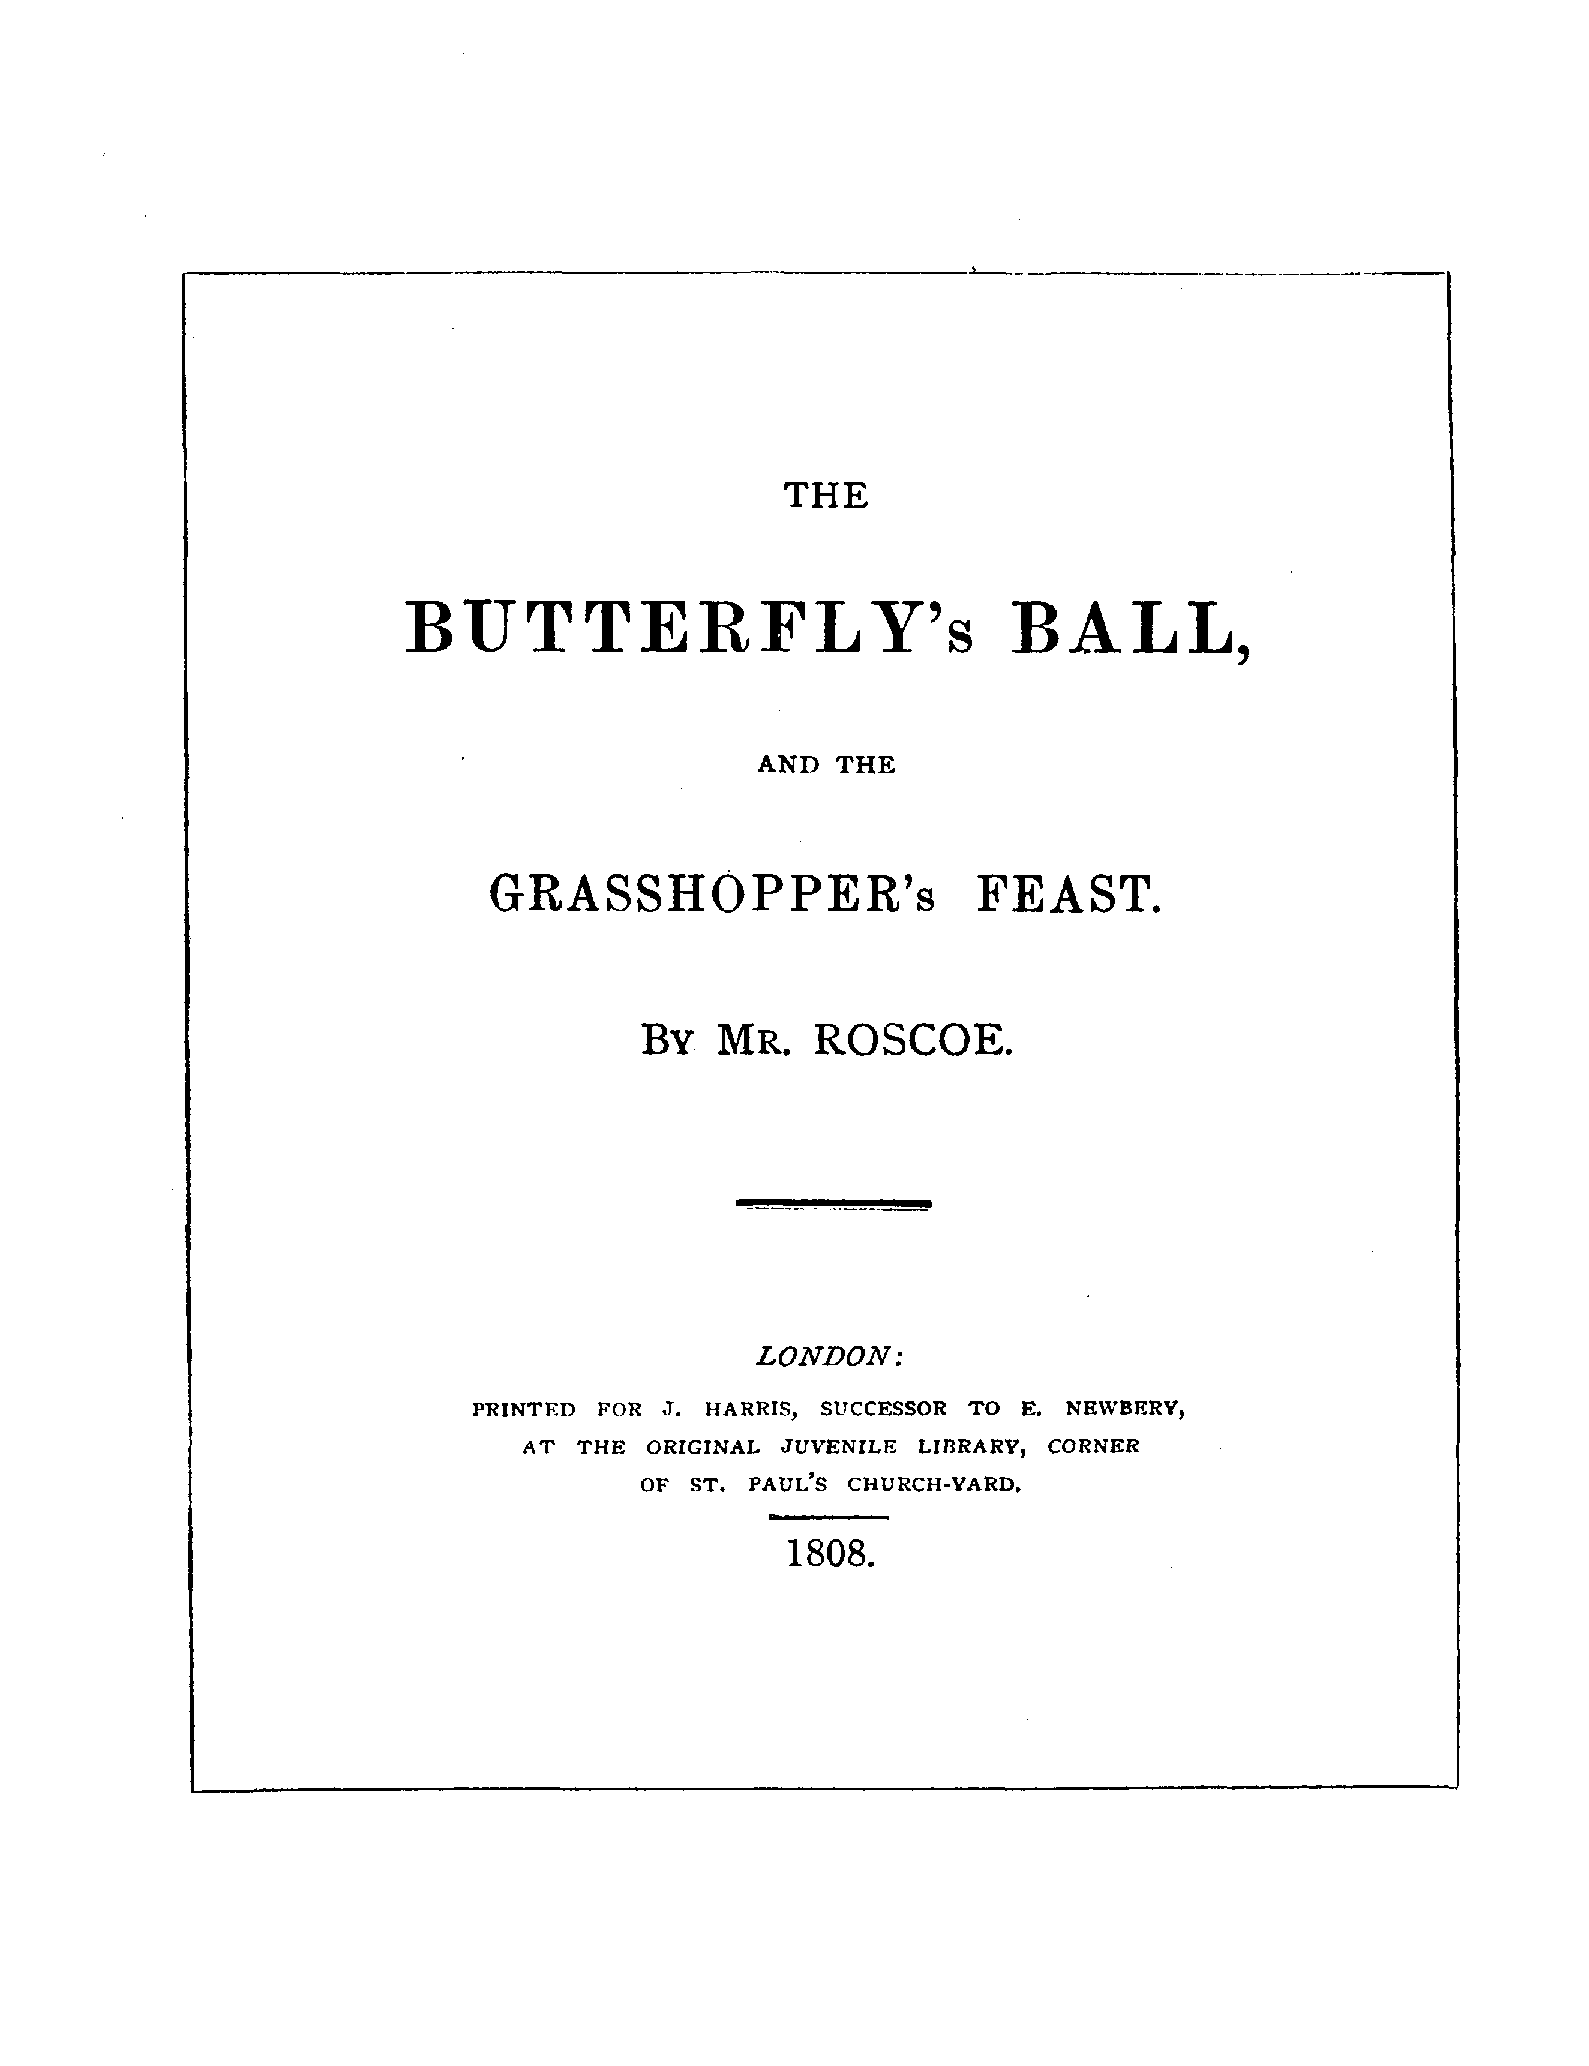 THE
BUTTERFLY's BALL,
AND THE
GRASSHOPPER's FEAST.
BY MR. ROSCOE.
LONDON:
PRINTED FOR J. HARRIS, SUCCESSOR TO E. NEWBERY,
AT THE ORIGINAL JUVENILE LIBRARY, CORNER
OF ST. PAUL'S CHURCH-YARD.
1808.